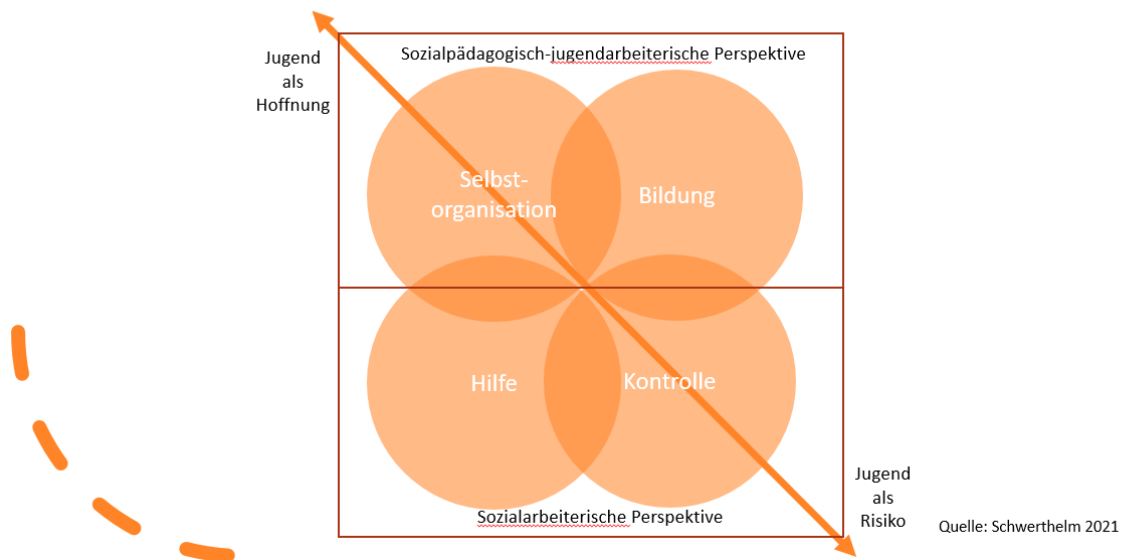 Sozialpädagogisch-jugendarbeiterische Perspektive
Jugend
als
Hoffnung
Selbst-
organisation
Bildung
Hilfe
Kontrolle
Jugend
als
Risiko
Sozialarbeiterische Perspektive
Quelle: Schwerthelm 2021